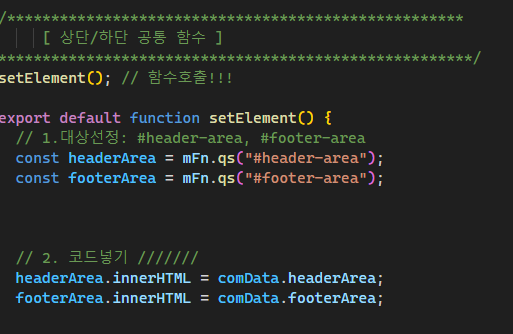 /**************************************************
[ 상단/하단 공통 함수 ]
***************************************************/
setElement(); // 함수호출!!!
export default function setElement() {
// 1.대상선정: #header-area, #footer-area
const headerArea = mFn.qs("#header-area");
const footerArea = mFn.qs("#footer-area");
// 2. 코드넣기 ///////
headerArea.innerHTML = comData.headerArea;
footerArea.innerHTML = comData.footerArea;